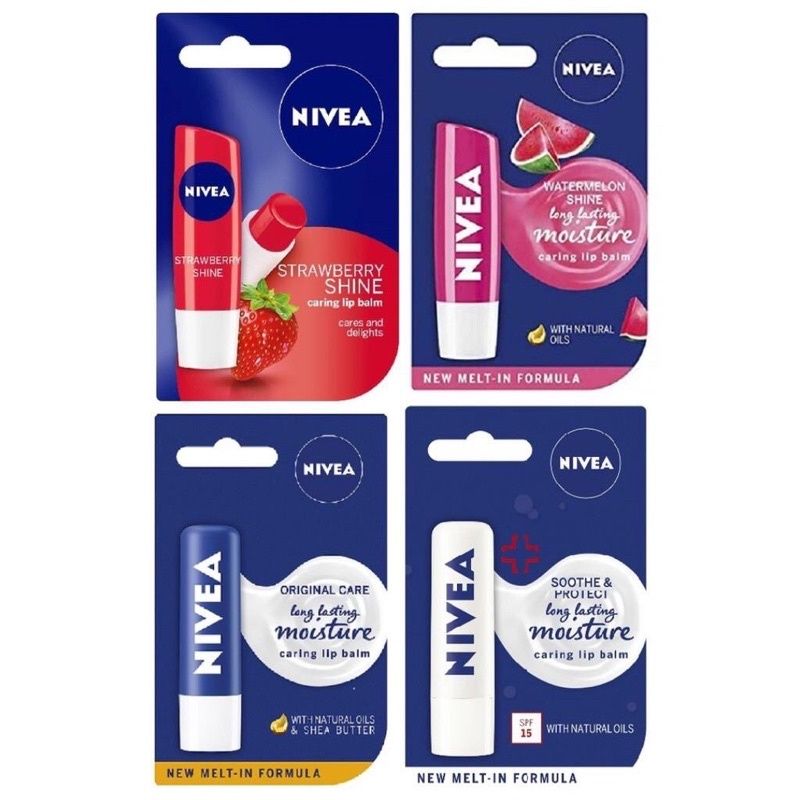 NIVEA
NIVEA
STRAWBERRY
SHINE
STRAWBERRY
SHINE
caring lip balm
cares and
delights
NIVEA
NIVEA
WATERMELON
SHINE
long lasting
moisture
caring lip balm
WITH NATURAL
OILS
NEW MELT-IN FORMULA
NIVEA
NIVEA
ORIGINAL CARE
long lasting
moisture
caring lip balm
WITH NATURAL OILS
& SHEA BUTTER
NEW MELT-IN FORMULA
NIVEA
NIVEA
SOOTHE &
PROTECT
long lasting
moisture
caring lip balm
SPF
15
WITH NATURAL OILS
NEW MELT-IN FORMULA